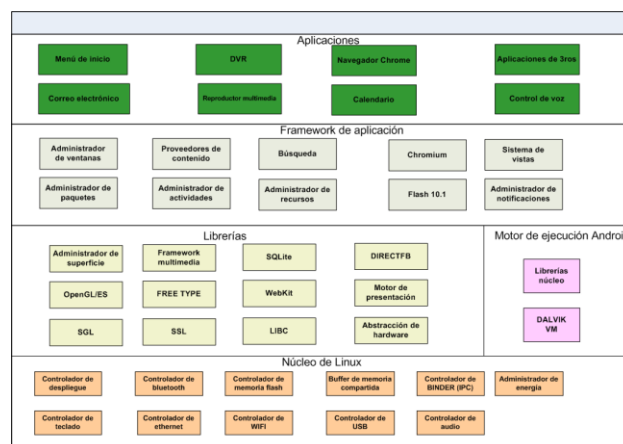 Aplicaciones
Menú de inicio
DVR
Navegador Chrome
Aplicaciones de 3ros
Correo electrónico
Reproductor multimedia
Calendario
Control de voz
Framework de aplicación
Administrador
de ventanas
Proveedores de
contenido
Búsqueda
Chromium
Sistema de
vistas
Administrador de
paquetes
Administrador de
actividades
Administrador de
recursos
Flash 10.1
Administrador de
notificaciones
Librerías
Administrador de
superficie
Framework
multimedia
SQLite
DIRECTFB
OpenGL/ES
FREE TYPE
WebKit
Motor de
presentación
SGL
SSL
LIBC
Abstracción de
hardware
Motor de ejecución Androi
Librerías
núcleo
DALVIK
VM
Núcleo de Linux
Controlador de
despliegue
Controlador de
bluetooth
Controlador de
memoria flash
Buffer de memoria
compartida
Controlador de
BINDER (IPC)
Administrador de
energía
Controlador de
teclado
Controlador de
ethernet
Controlador de
WIFI
Controlador de
USB
Controlador de
audio